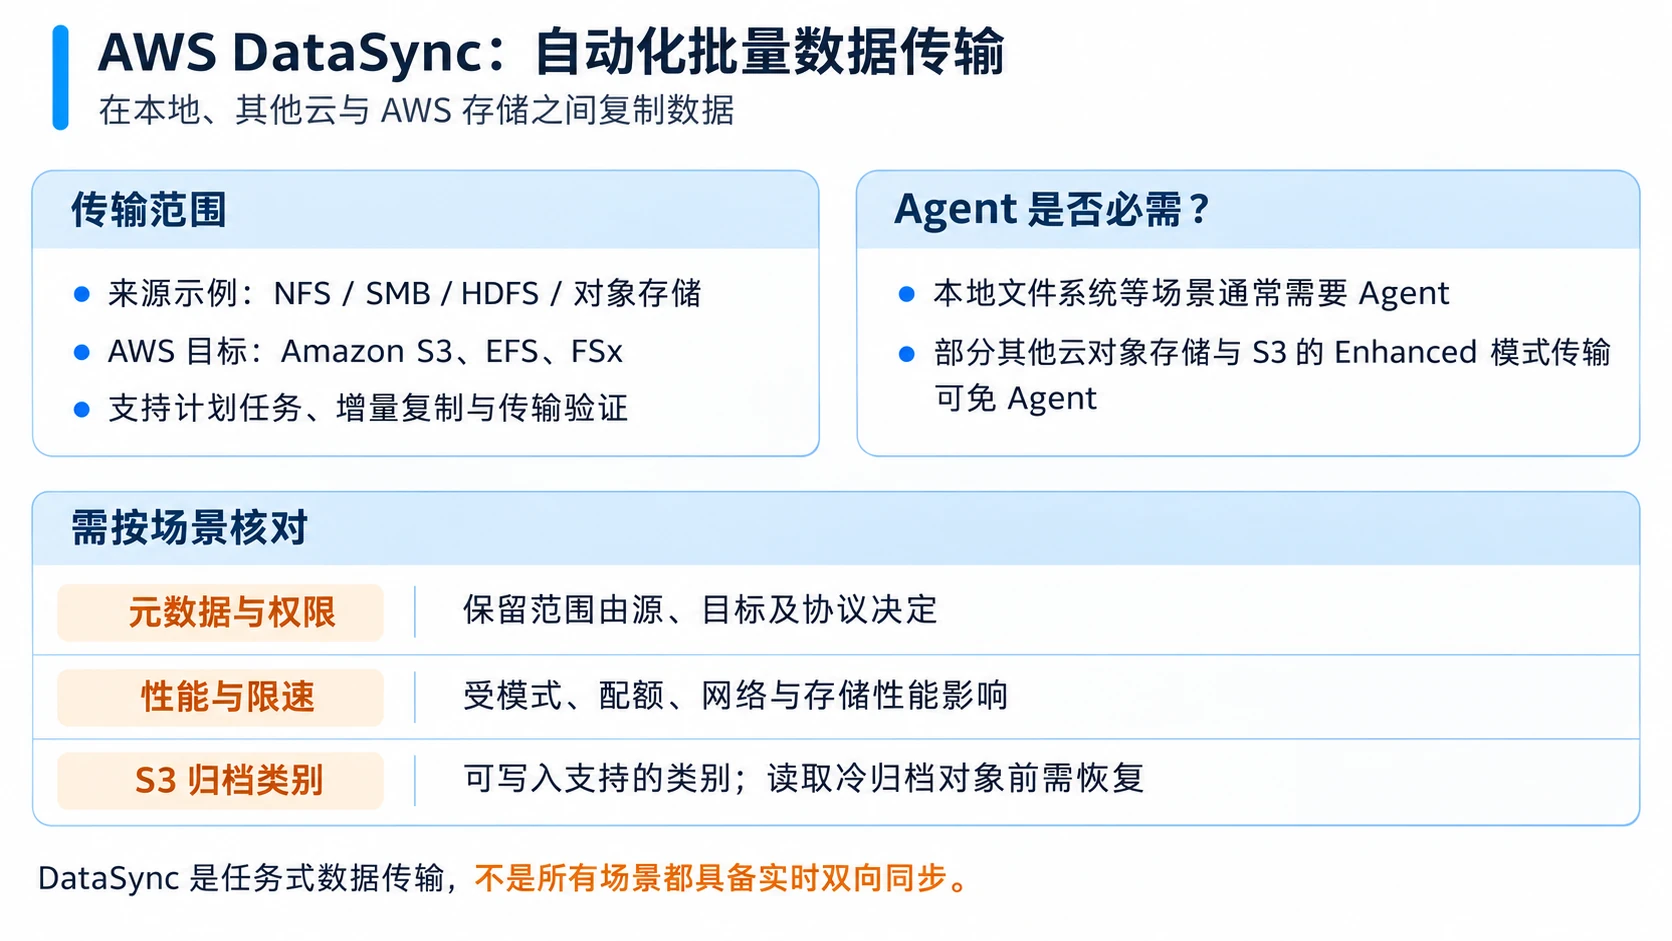 AWS DataSync：自动化批量数据传输
在本地、其他云与 AWS 存储之间复制数据
传输范围
来源示例：NFS / SMB / HDFS / 对象存储
AWS 目标：Amazon S3、EFS、FSx
支持计划任务、增量复制与传输验证
Agent 是否必需？
本地文件系统等场景通常需要 Agent
部分其他云对象存储与 S3 的 Enhanced 模式传输
可免 Agent
需按场景核对
元数据与权限
保留范围由源、目标及协议决定
性能与限速
受模式、配额、网络与存储性能影响
S3 归档类别
可写入支持的类别；读取冷归档对象前需恢复
DataSync 是任务式数据传输，不是所有场景都具备实时双向同步。